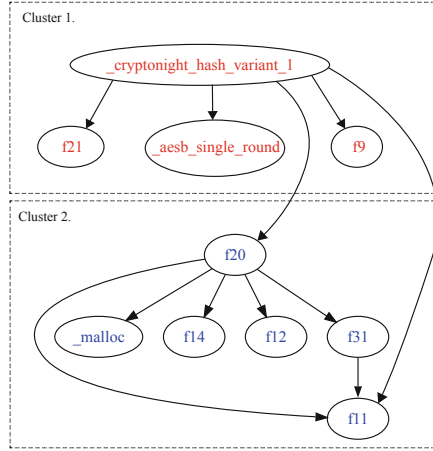 Cluster 1.
_cryptonight_hash_variant_1
f21
_aesb_single_round
f9
Cluster 2.
f20
_malloc
f14
f12
f31
f11